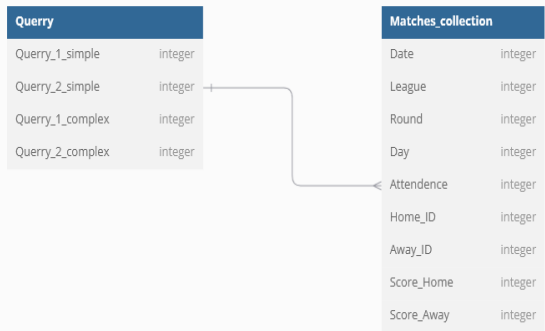 Querry
Querry_1_simple integer
Querry_2_simple integer
Querry_1_complex integer
Querry_2_complex integer
Matches_collection
Date integer
League integer
Round integer
Day integer
Attendence integer
Home_ID integer
Away_ID integer
Score_Home integer
Score_Away integer